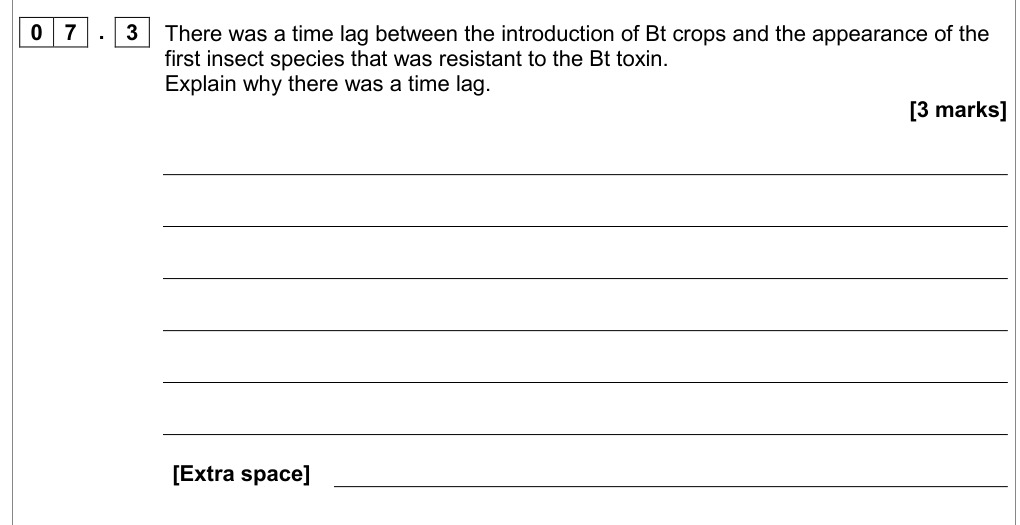 0 7 . 3 There was a time lag between the introduction of Bt crops and the appearance of the
first insect species that was resistant to the Bt toxin.
Explain why there was a time lag.
[3 marks]
[Extra space]